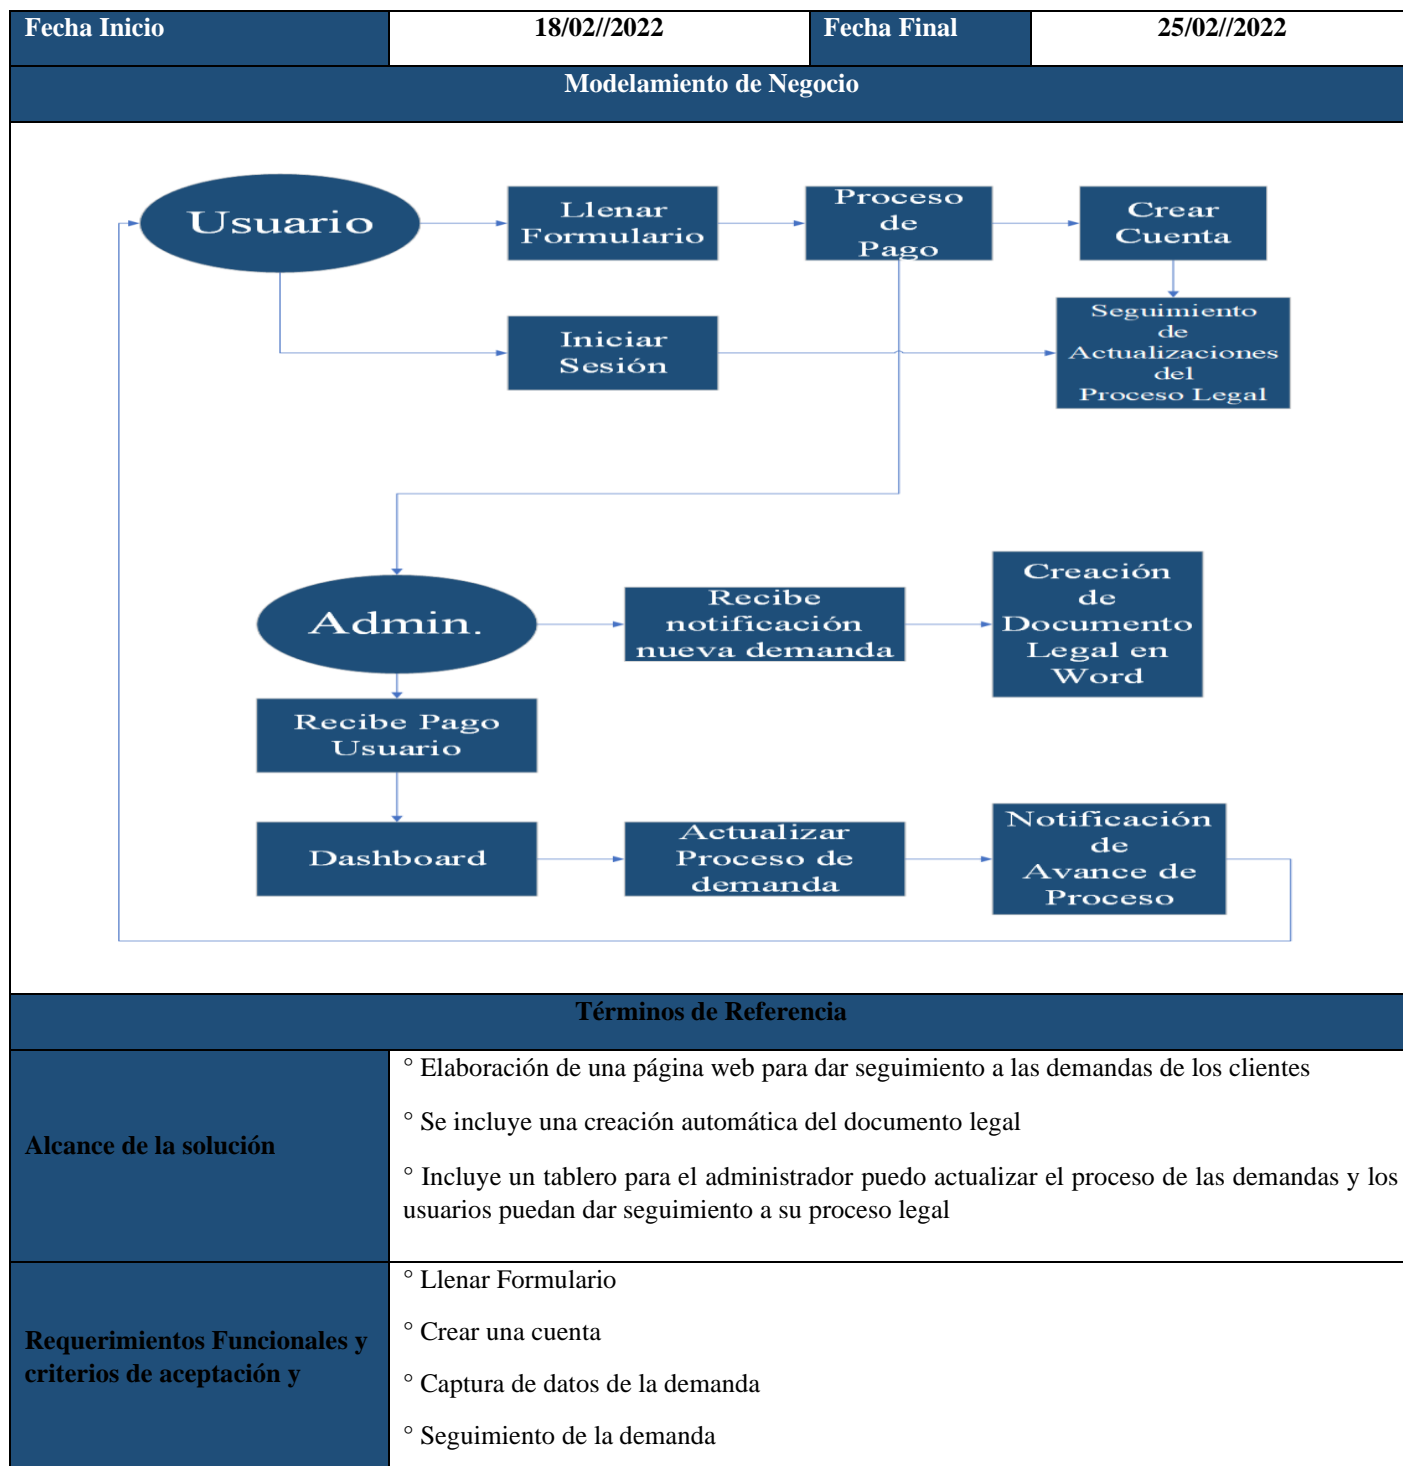 Fecha Inicio
18/02//2022
Fecha Final
25/02//2022
Modelamiento de Negocio
Usuario
Llenar
Formulario
Proceso
de
Pago
Crear
Cuenta
Iniciar
Sesión
Seguimiento
de
Actualizaciones
del
Proceso Legal
Admin.
Recibe
notificación
nueva demanda
Creación
de
Documento
Legal en
Word
Recibe Pago
Usuario
Dashboard
Actualizar
Proceso de
demanda
Notificación
de
Avance de
Proceso
Términos de Referencia
Alcance de la solución
° Elaboración de una página web para dar seguimiento a las demandas de los clientes
° Se incluye una creación automática del documento legal
° Incluye un tablero para el administrador puedo actualizar el proceso de las demandas y los
usuarios puedan dar seguimiento a su proceso legal
Requerimientos Funcionales y
criterios de aceptación y
° Llenar Formulario
° Crear una cuenta
° Captura de datos de la demanda
° Seguimiento de la demanda